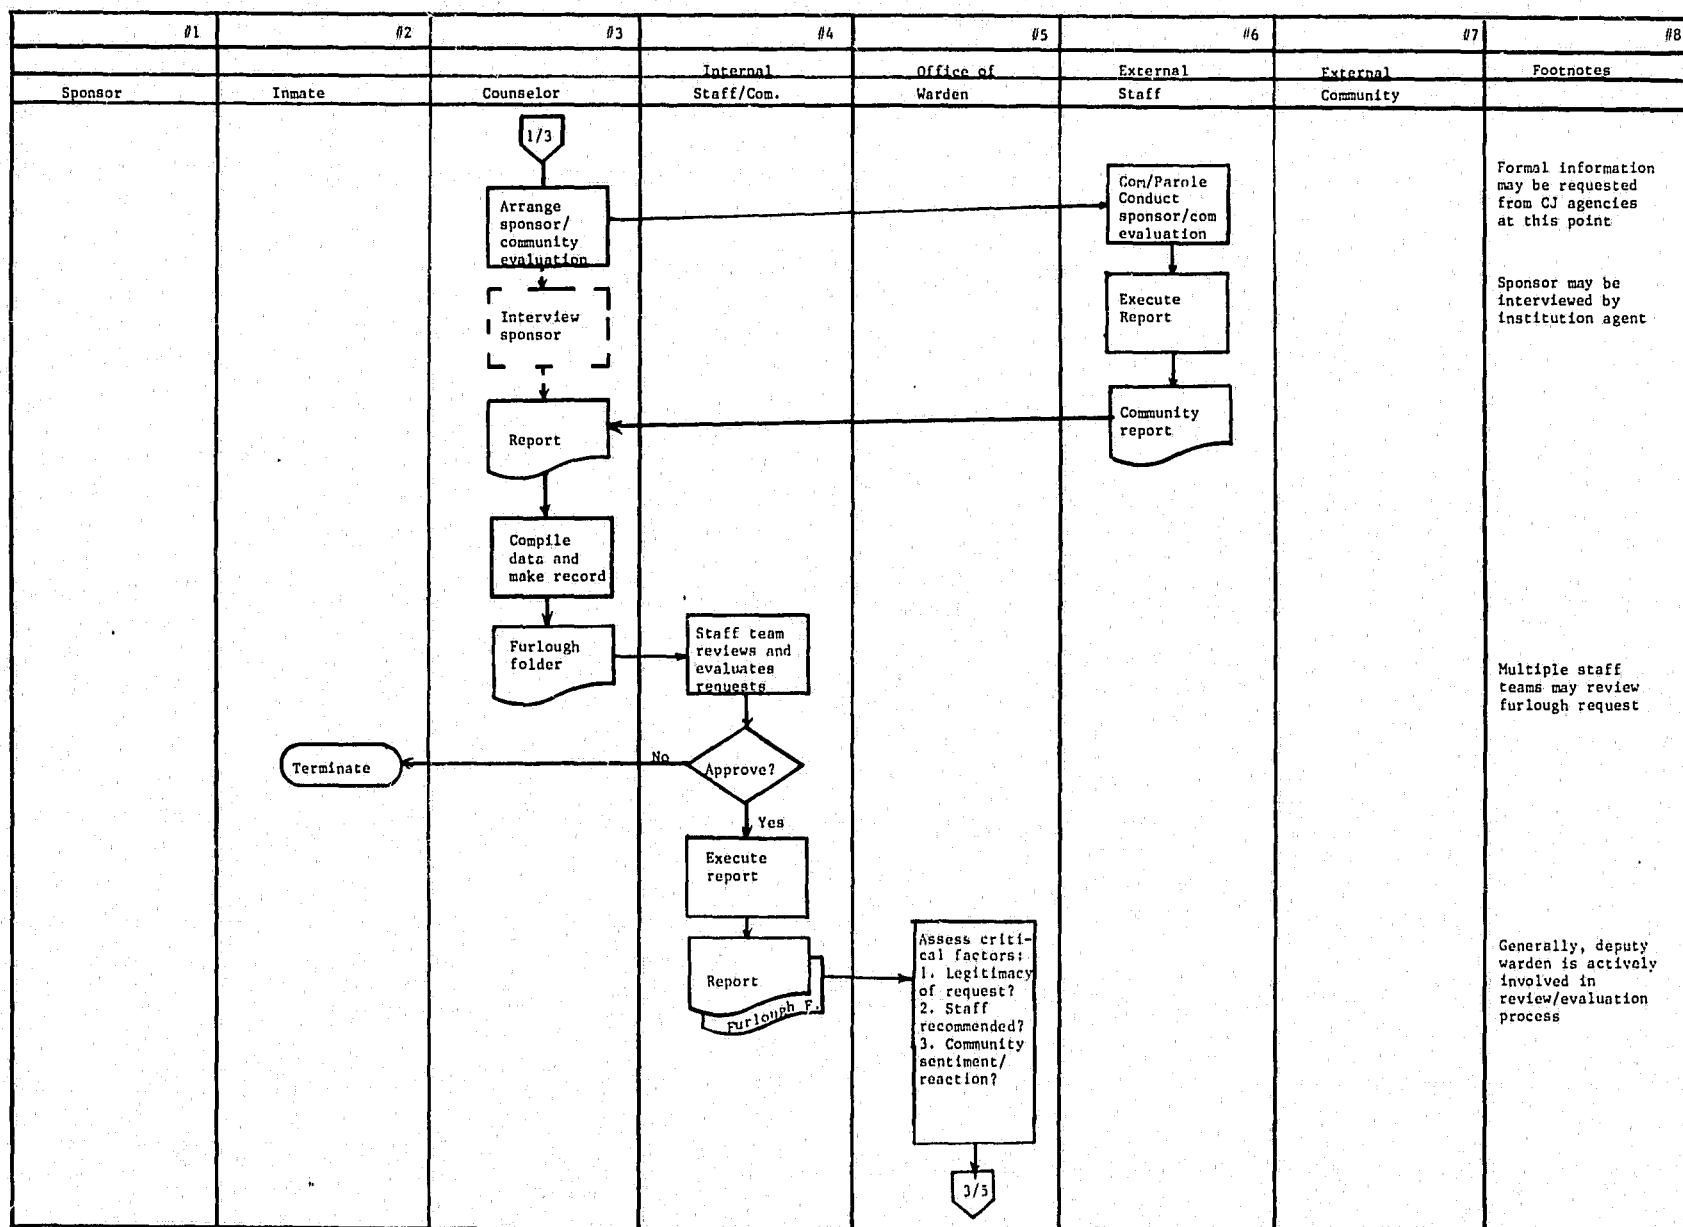 #1
#2
#3
#4
#5
#6
#7
#8
Sponsor
Inmate
Counselor
Internal
Staff/Com.
Office of
Warden
External
Staff
External
Community
Footnotes
1/3
Arrange
sponsor/
community
evaluation
Com/Parole
Conduct
sponsor/com
evaluation
Formal information
may be requested
from CJ agencies
at this point
Interview
sponsor
Execute
Report
Sponsor may be
interviewed by
institution agent
Report
Community
report
Compile
data and
make record
Furlough
folder
Staff team
reviews and
evaluates
requests
Multiple staff
teams may review
furlough request
Terminate
No
Approve?
Yes
Execute
report
Report
Furlough F.
Assess criti-
cal factors:
1. Legitimacy
of request?
2. Staff
recommended?
3. Community
sentiment/
reaction?
Generally, deputy
warden is actively
involved in
review/evaluation
process
3/3